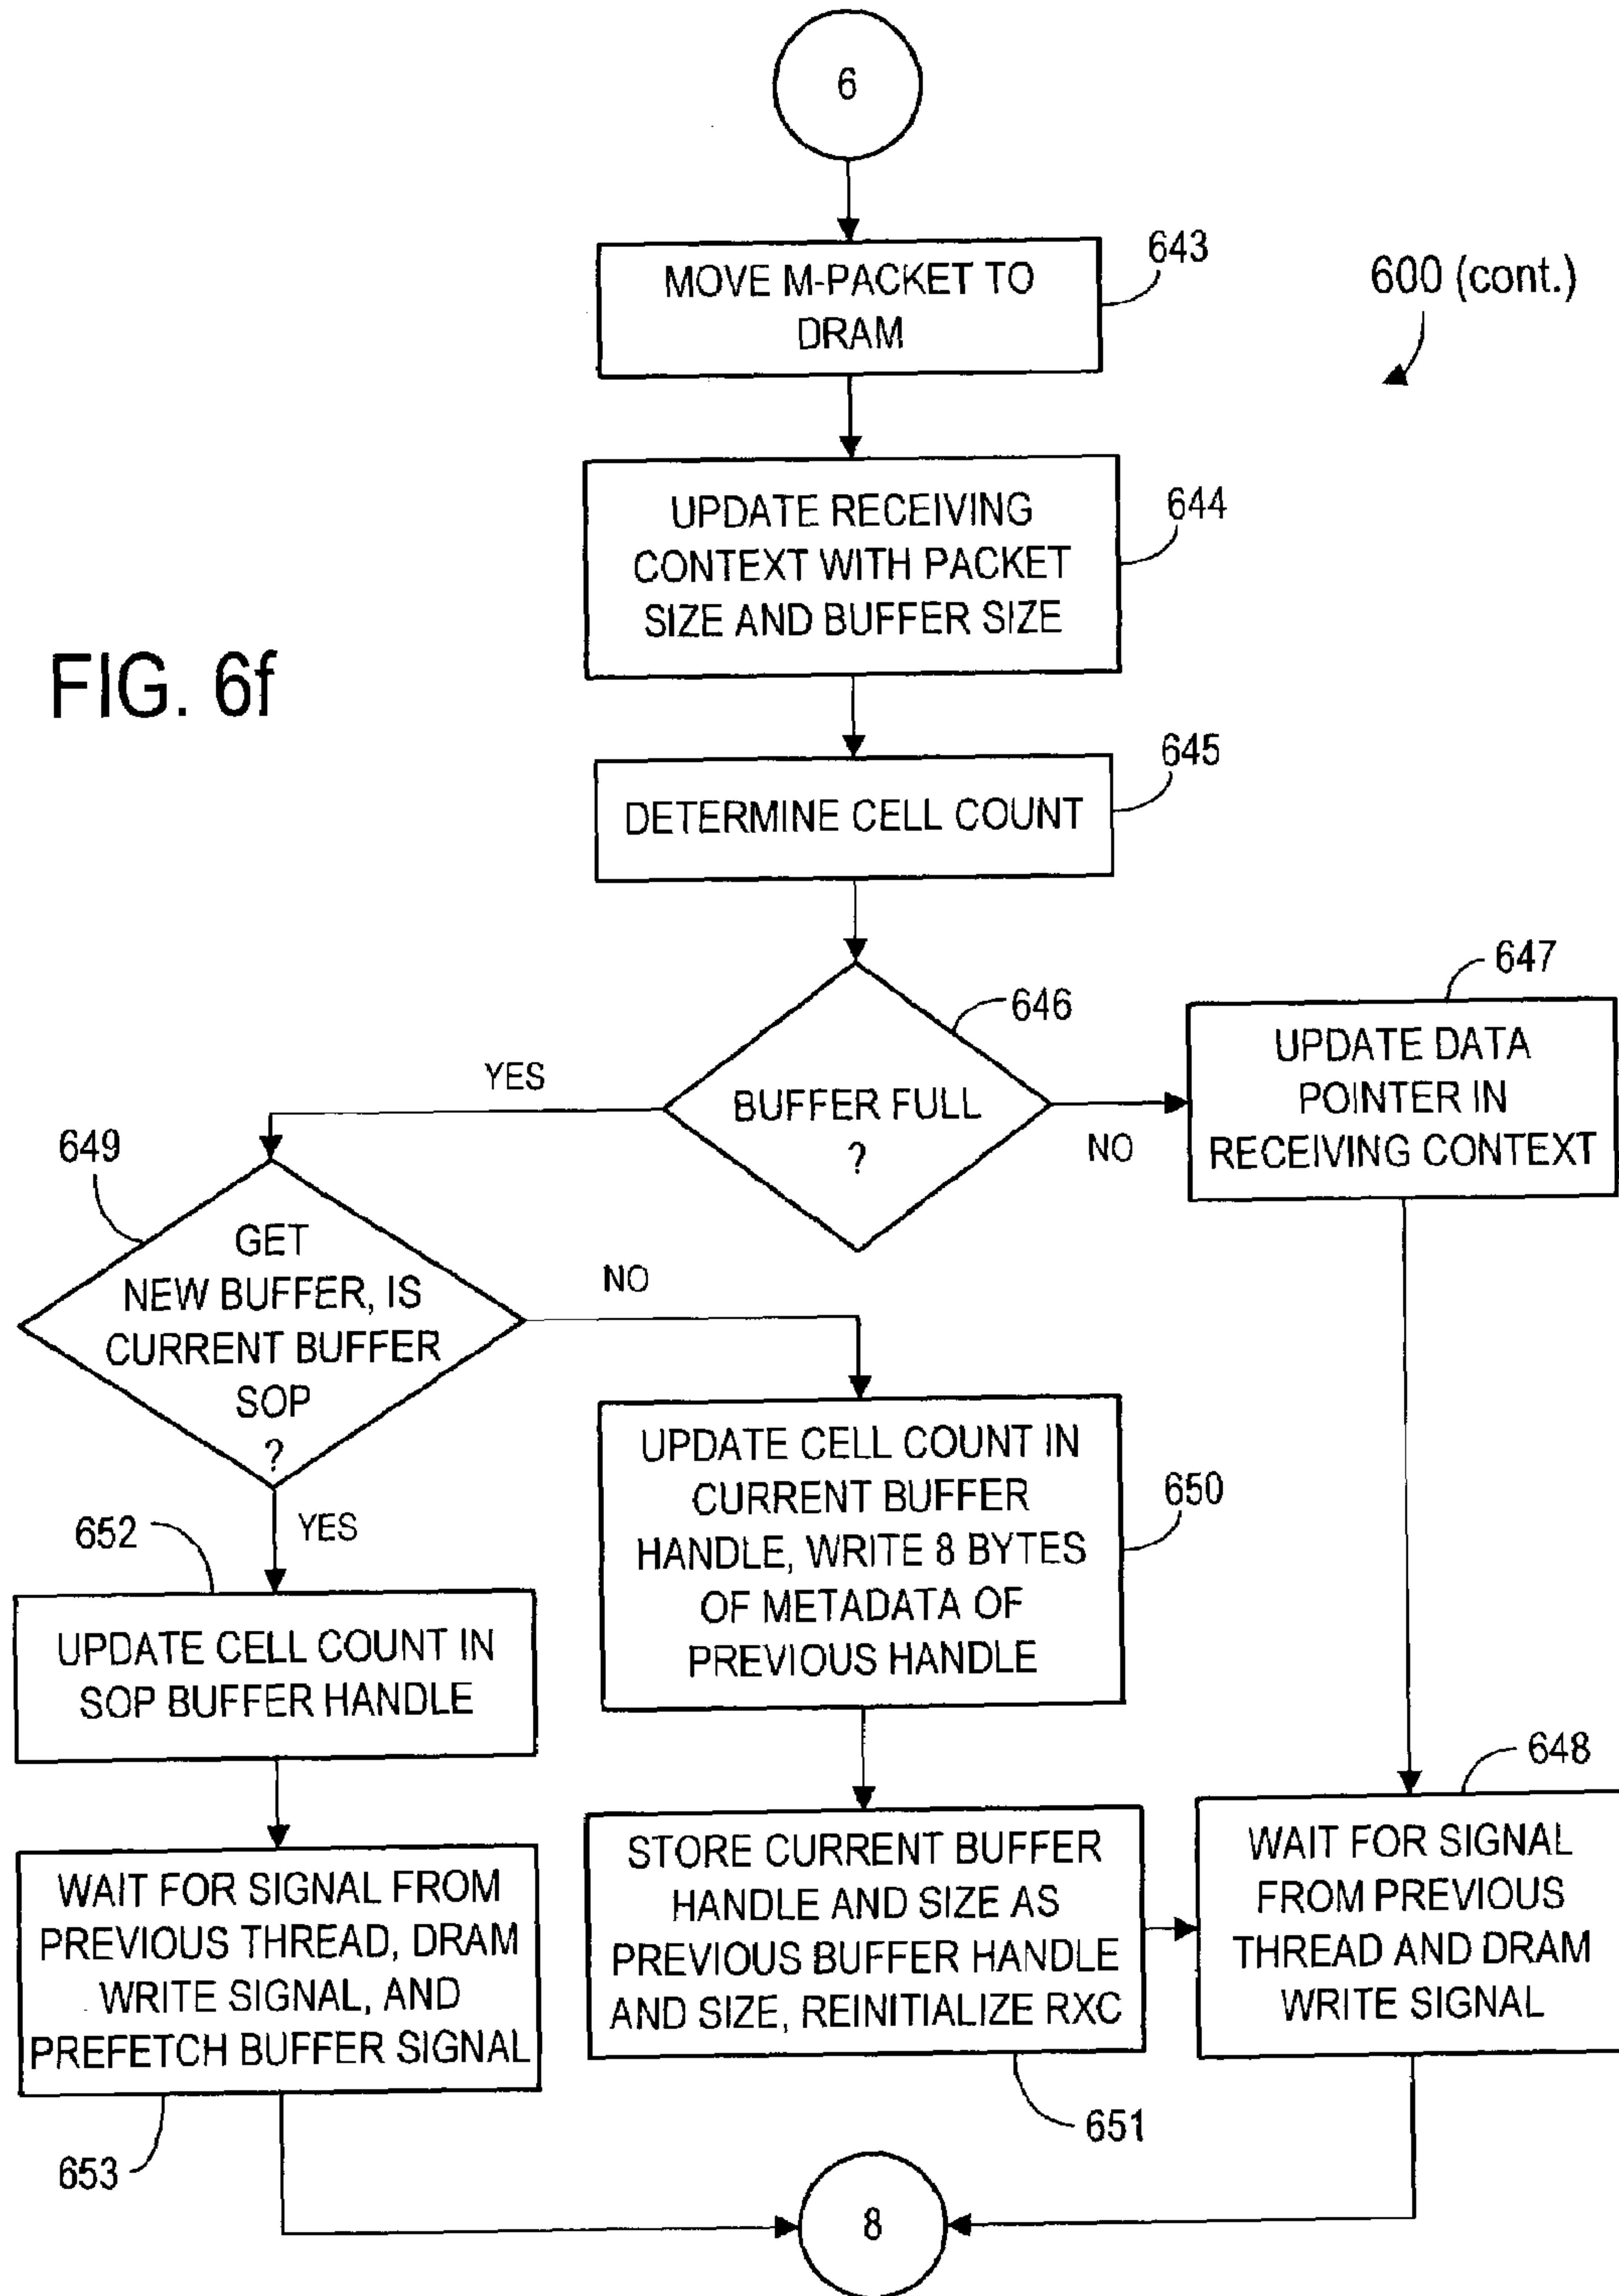 6
MOVE M-PACKET TO
DRAM
643
600 (cont.)
UPDATE RECEIVING
CONTEXT WITH PACKET
SIZE AND BUFFER SIZE
644
FIG. 6f
DETERMINE CELL COUNT
645
BUFFER FULL
?
646
YES
NO
647
UPDATE DATA
POINTER IN
RECEIVING CONTEXT
649
GET
NEW BUFFER, IS
CURRENT BUFFER
SOP
?
NO
YES
UPDATE CELL COUNT IN
CURRENT BUFFER
HANDLE, WRITE 8 BYTES
OF METADATA OF
PREVIOUS HANDLE
650
652
UPDATE CELL COUNT IN
SOP BUFFER HANDLE
648
WAIT FOR SIGNAL FROM
PREVIOUS THREAD, DRAM
WRITE SIGNAL, AND
PREFETCH BUFFER SIGNAL
653
STORE CURRENT BUFFER
HANDLE AND SIZE AS
PREVIOUS BUFFER HANDLE
AND SIZE, REINITIALIZE RXC
651
WAIT FOR SIGNAL
FROM PREVIOUS
THREAD AND DRAM
WRITE SIGNAL
8